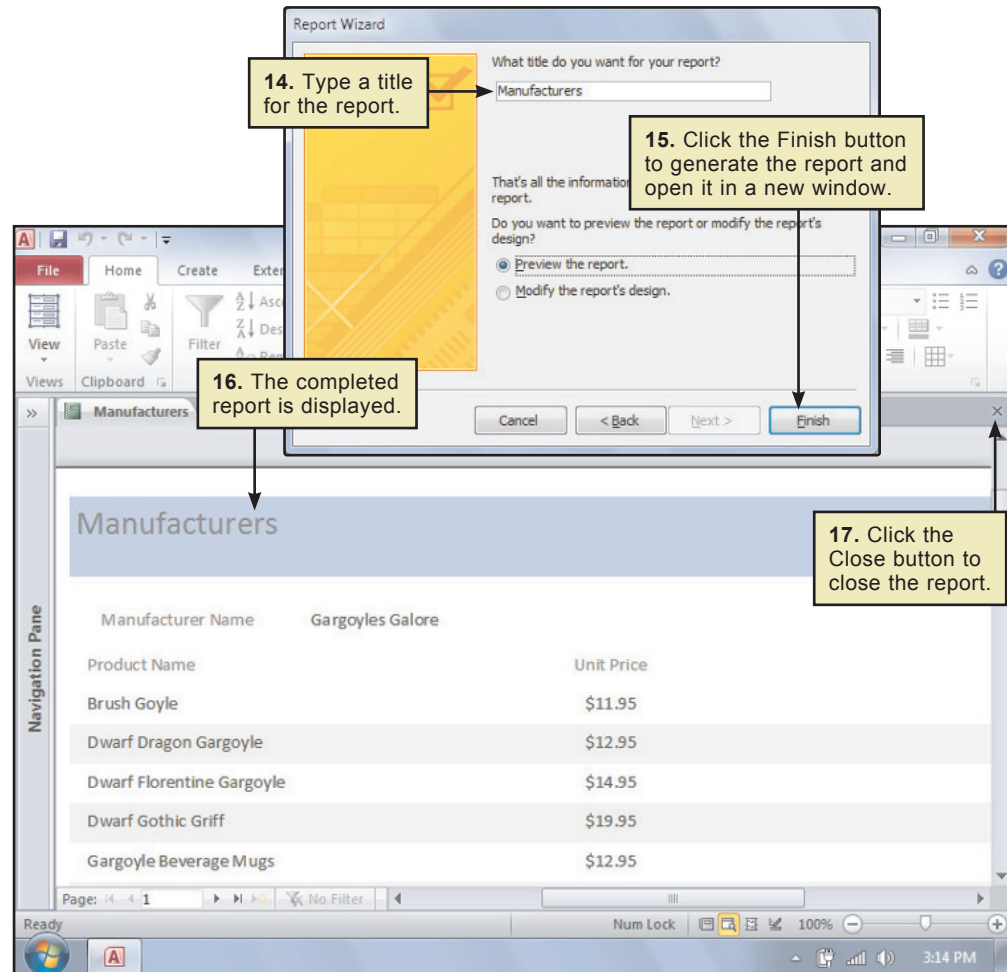 Report Wizard
What title do you want for your report?
14. Type a title
for the report.
Manufacturers
15. Click the Finish button
to generate the report and
open it in a new window.
That's all the information
report.
Do you want to preview the report or modify the report's
design?
Preview the report.
Modify the report's design.
Cancel
< Back
Next >
Finish
A
File
Home
Create
Exter
View
Paste
Filter
Asc
Des
Views
Clipboard
16. The completed
report is displayed.
Manufacturers
17. Click the
Close button to
close the report.
Navigation Pane
Manufacturers
Manufacturer Name Gargoyles Galore
Product Name Unit Price
Brush Goyle $11.95
Dwarf Dragon Gargoyle $12.95
Dwarf Florentine Gargoyle $14.95
Dwarf Gothic Griff $19.95
Gargoyle Beverage Mugs $12.95
Page: 1 No Filter
Ready Num Lock 100%
A 3:14 PM